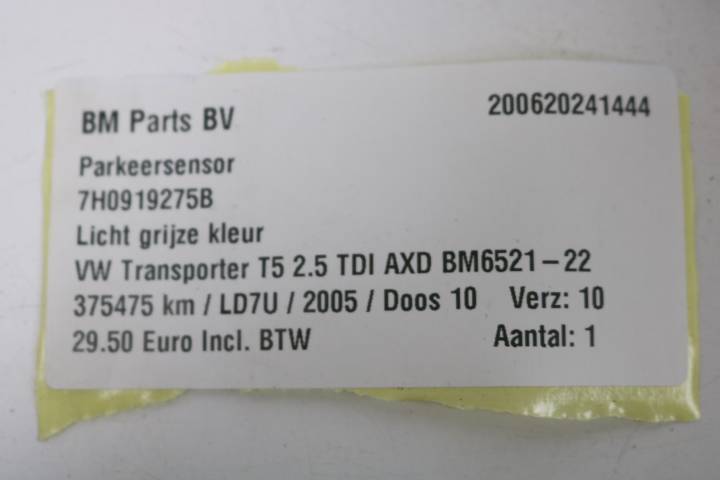 BM Parts BV 200620241444
Parkeersensor
7H0919275B
Licht grijze kleur
VW Transporter T5 2.5 TDI AXD BM6521-22
375475 km / LD7U / 2005 / Doos 10 Verz: 10
29.50 Euro Incl. BTW Aantal: 1